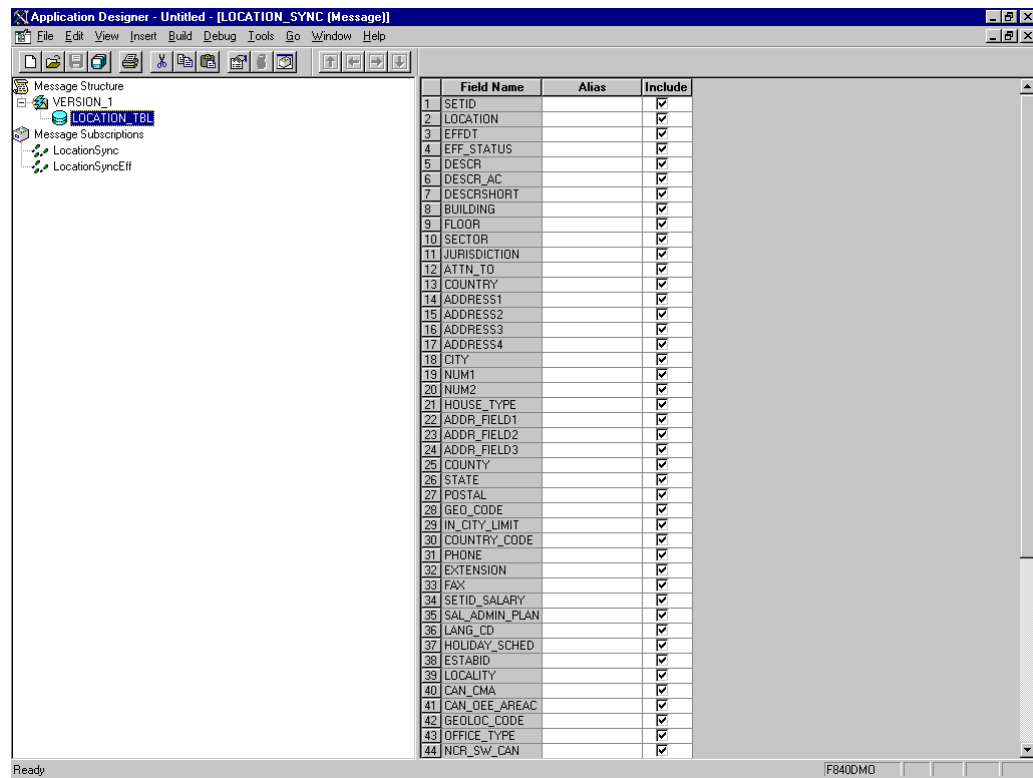 Application Designer - Untitled - [LOCATION_SYNC (Message)]
File Edit View Insert Build Debug Tools Go Window Help
Message Structure
VERSION_1
LOCATION_TBL
Message Subscriptions
LocationSync
LocationSyncEff
Field Name Alias Include
1 SETID
2 LOCATION
3 EFFDT
4 EFF_STATUS
5 DESCR
6 DESCR_AC
7 DESCRSHORT
8 BUILDING
9 FLOOR
10 SECTOR
11 JURISDICTION
12 ATTN_TO
13 COUNTRY
14 ADDRESS1
15 ADDRESS2
16 ADDRESS3
17 ADDRESS4
18 CITY
19 NUM1
20 NUM2
21 HOUSE_TYPE
22 ADDR_FIELD1
23 ADDR_FIELD2
24 ADDR_FIELD3
25 COUNTY
26 STATE
27 POSTAL
28 GEO_CODE
29 IN_CITY_LIMIT
30 COUNTRY_CODE
31 PHONE
32 EXTENSION
33 FAX
34 SETID_SALARY
35 SAL_ADMIN_PLAN
36 LANG_CD
37 HOLIDAY_SCHED
38 ESTABID
39 LOCALITY
40 CAN_CMA
41 CAN_OEE_AREAC
42 GEOLOC_CODE
43 OFFICE_TYPE
44 NCR_SW_CAN
Ready F840DMO